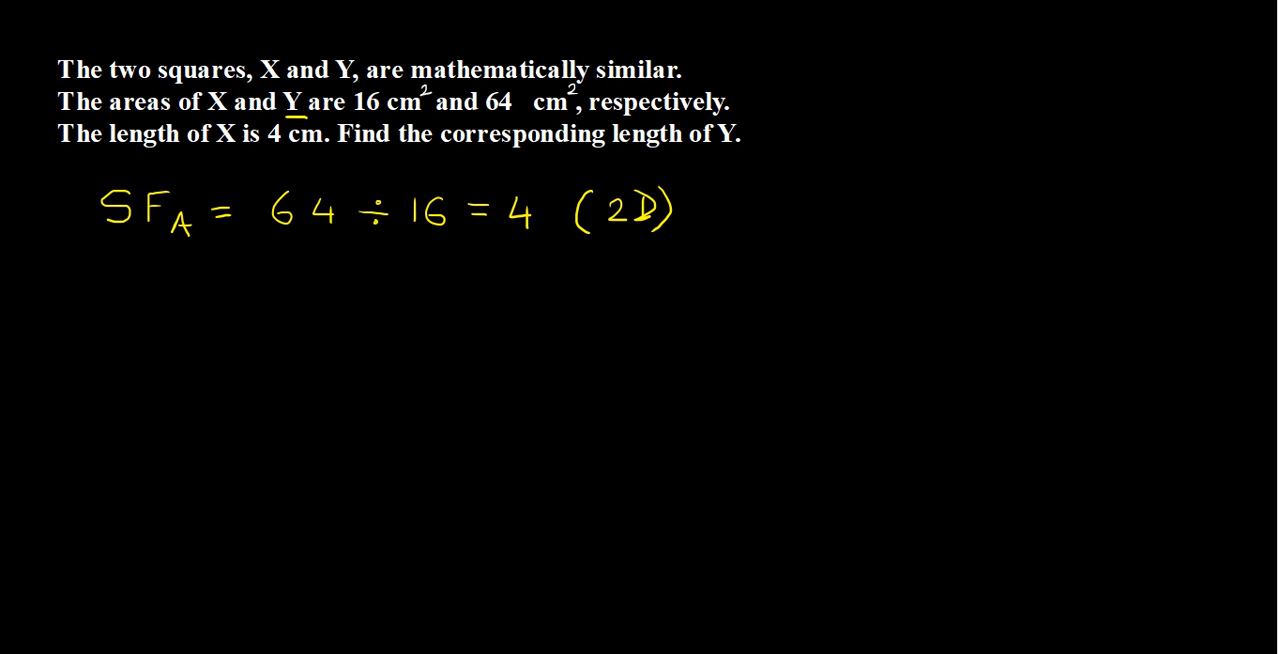 The two squares, X and Y, are mathematically similar.
The areas of X and Y are 16 cm² and 64 cm², respectively.
The length of X is 4 cm. Find the corresponding length of Y.
SF_A = 64 ÷ 16 = 4 (2D)